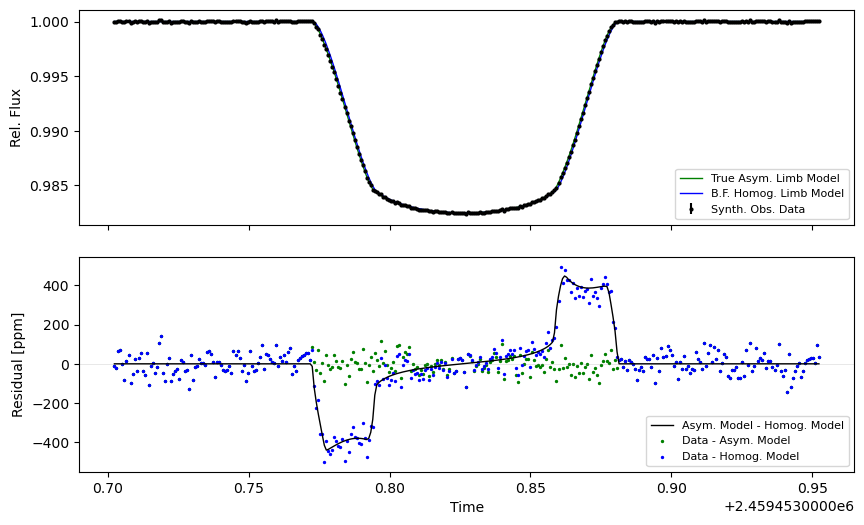 1.000
0.995
0.990
0.985
Rel. Flux
True Asym. Limb Model
B.F. Homog. Limb Model
Synth. Obs. Data
400
200
0
−200
−400
Residual [ppm]
Asym. Model - Homog. Model
Data - Asym. Model
Data - Homog. Model
0.70 0.75 0.80 0.85 0.90 0.95
Time
+2.4594530000e6